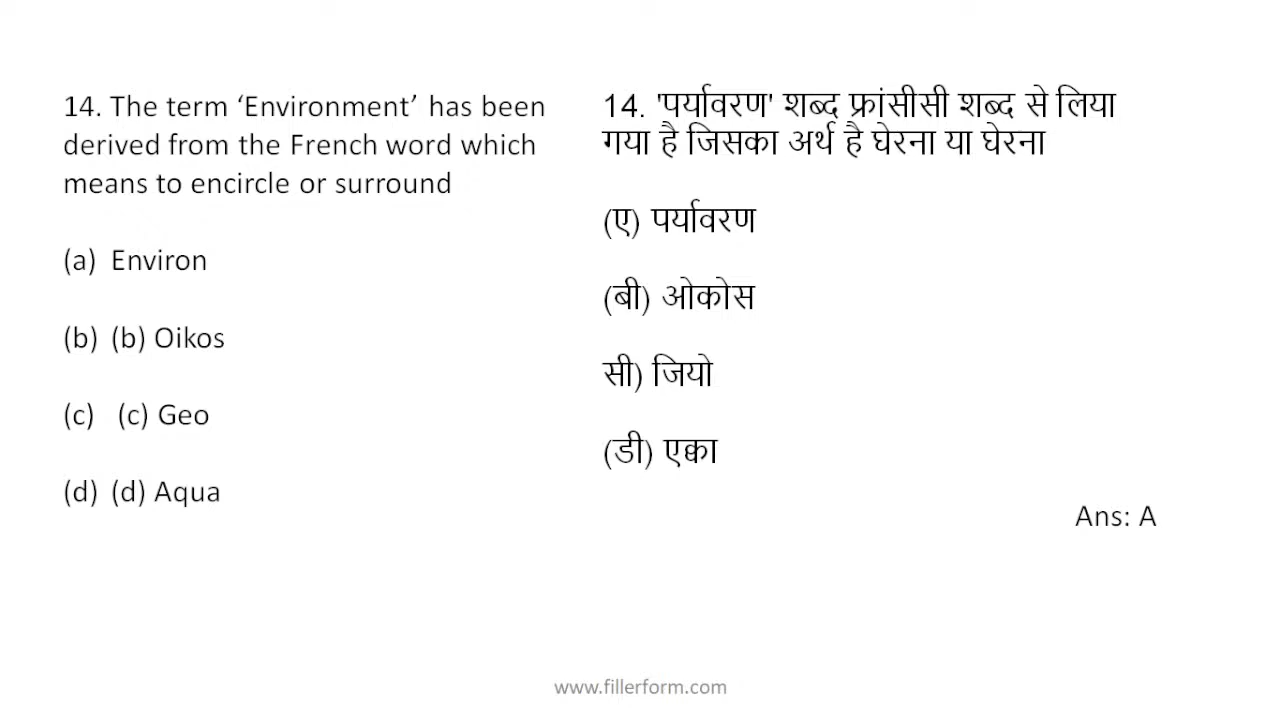 14. The term ‘Environment’ has been
derived from the French word which
means to encircle or surround
(a) Environ
(b) (b) Oikos
(c) (c) Geo
(d) (d) Aqua
14. 'पर्यावरण' शब्द फ्रांसीसी शब्द से लिया
गया है जिसका अर्थ है घेरना या घेरना
(ए) पर्यावरण
(बी) ओकोस
सी) जियो
(डी) एक्वा
Ans: A
www.fillerform.com